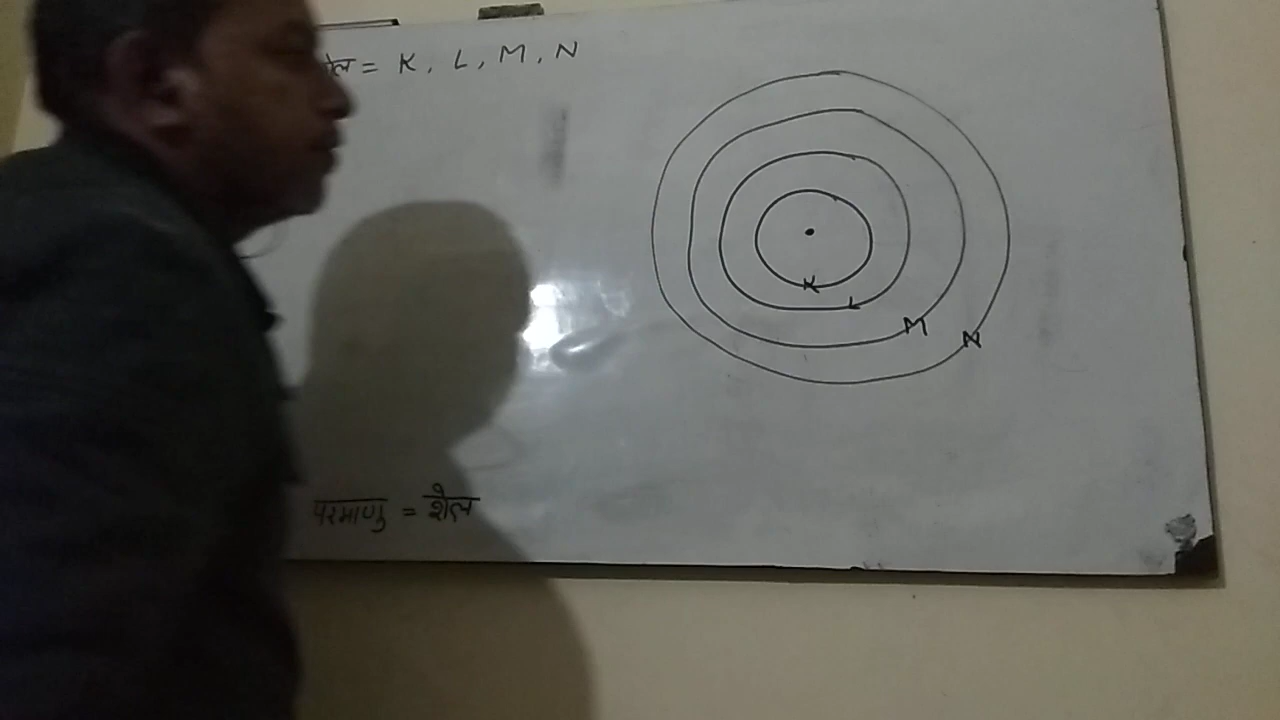 = K, L, M, N
K
L
M
N
परमाणु = शैल